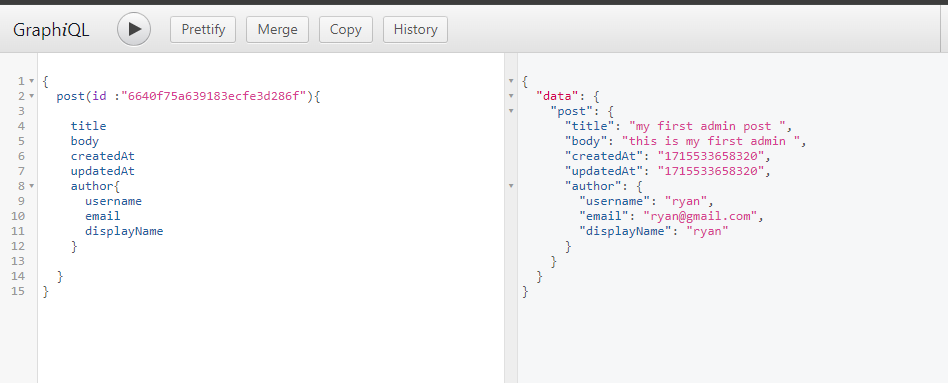 GraphiQL Prettify Merge Copy History
1 {
2 post(id :"6640f75a639183ecfe3d286f"){
3
4 title
5 body
6 createdAt
7 updatedAt
8 author{
9 username
10 email
11 displayName
12 }
13
14 }
15 }
{
"data": {
"post": {
"title": "my first admin post ",
"body": "this is my first admin ",
"createdAt": "1715533658320",
"updatedAt": "1715533658320",
"author": {
"username": "ryan",
"email": "ryan@gmail.com",
"displayName": "ryan"
}
}
}
}